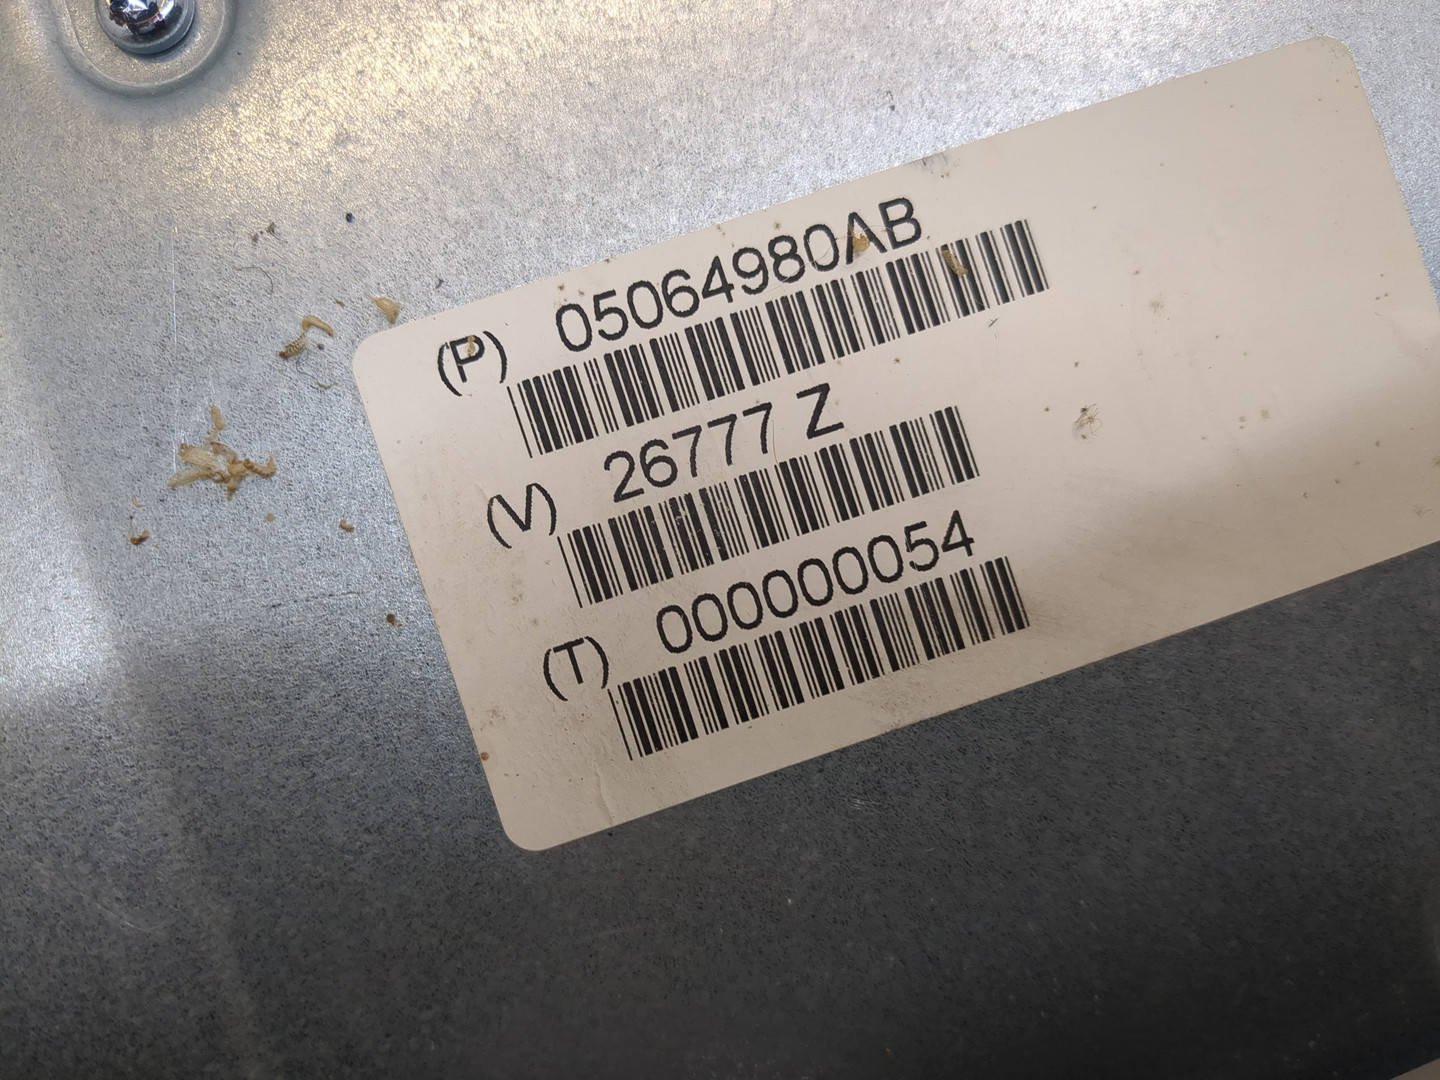 (P) 05064980AB
(V) 26777 Z
(T) 000000054